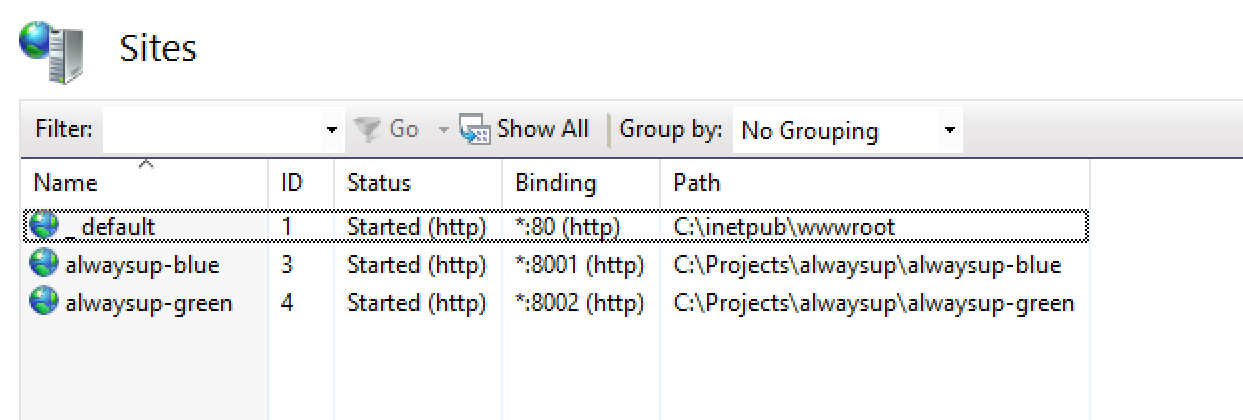 Sites
Filter: Go Show All Group by: No Grouping
Name ID Status Binding Path
_ default 1 Started (http) *:80 (http) C:\inetpub\wwwroot
alwaysup-blue 3 Started (http) *:8001 (http) C:\Projects\alwaysup\alwaysup-blue
alwaysup-green 4 Started (http) *:8002 (http) C:\Projects\alwaysup\alwaysup-green